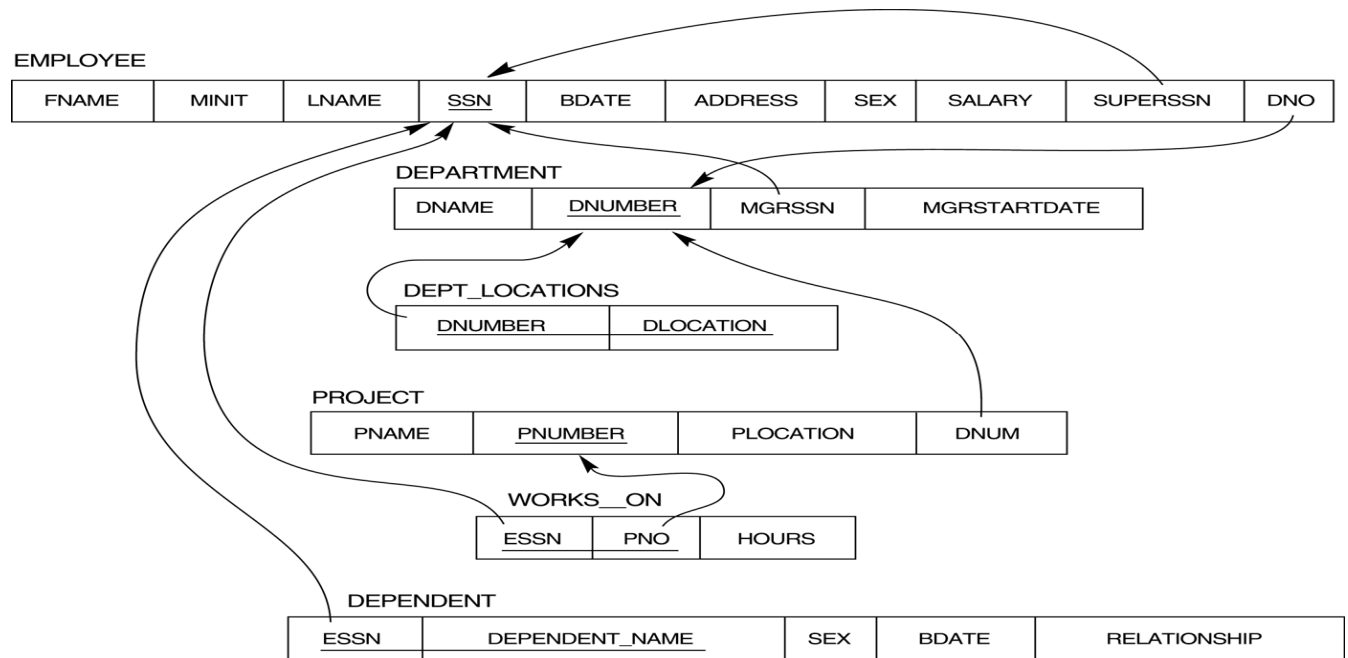 EMPLOYEE
FNAME MINIT LNAME SSN BDATE ADDRESS SEX SALARY SUPERSSN DNO
DEPARTMENT
DNAME DNUMBER MGRSSN MGRSTARTDATE
DEPT_LOCATIONS
DNUMBER DLOCATION
PROJECT
PNAME PNUMBER PLOCATION DNUM
WORKS__ON
ESSN PNO HOURS
DEPENDENT
ESSN DEPENDENT_NAME SEX BDATE RELATIONSHIP